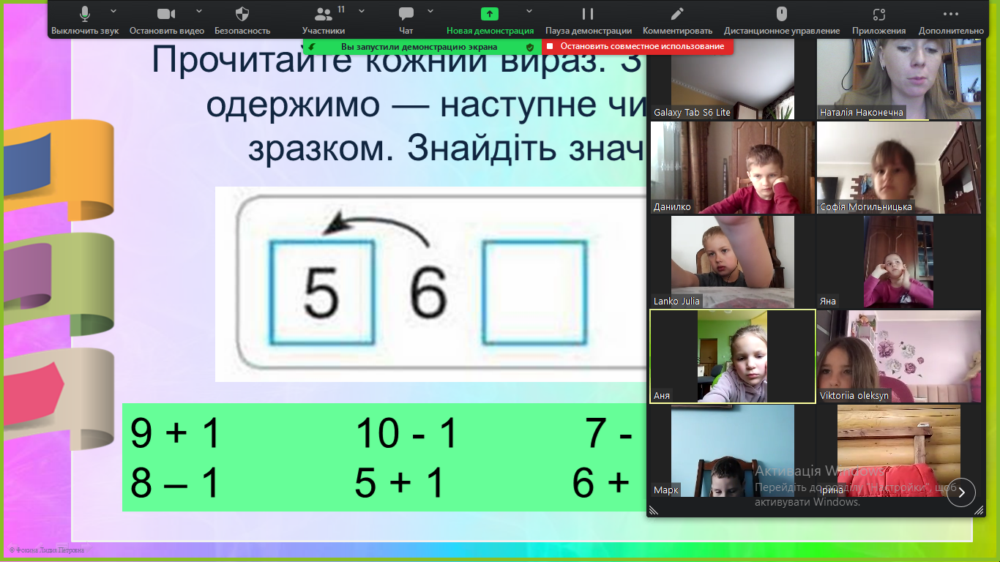 Выключить звук
Остановить видео
Безопасность
Участники
11
Чат
Новая демонстрация
Пауза демонстрации
Комментировать
Дистанционное управление
Приложения
Дополнительно
Вы запустили демонстрацию экрана
Остановить совместное использование
Прочитайте кожний вираз. З
одержимо — наступне
зразком. Знайдіть
5 6
9 + 1 10 - 1 7 -
8 – 1 5 + 1 6 +
Galaxy Tab S6 Lite
Наталія Наконечна
Данилко
Софія Могильницька
Lanko Julia
Яна
Аня
Viktoriia oleksyn
Марк
Ірина
Активація Windows
Перейдіть до розділу "Настройки", щоб
активувати Windows.
© Фокина Лидия Петровна